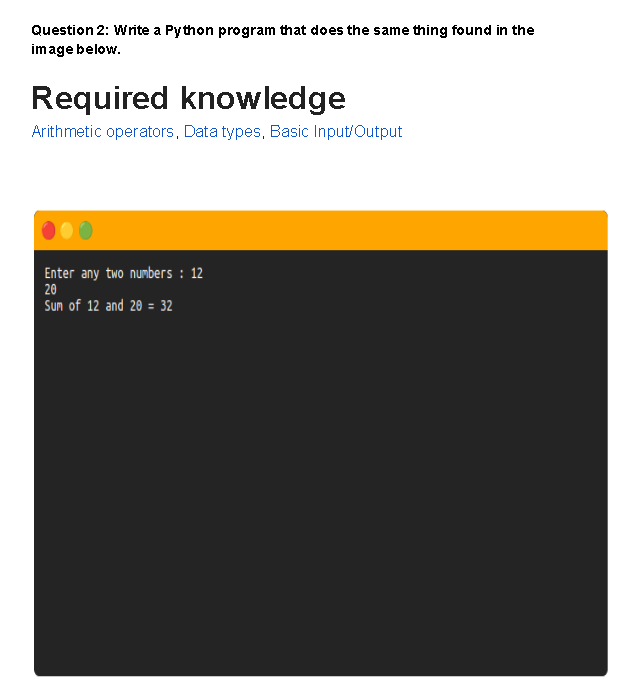 Question 2: Write a Python program that does the same thing found in the
image below.
Required knowledge
Arithmetic operators, Data types, Basic Input/Output
Enter any two numbers : 12
20
Sum of 12 and 20 = 32